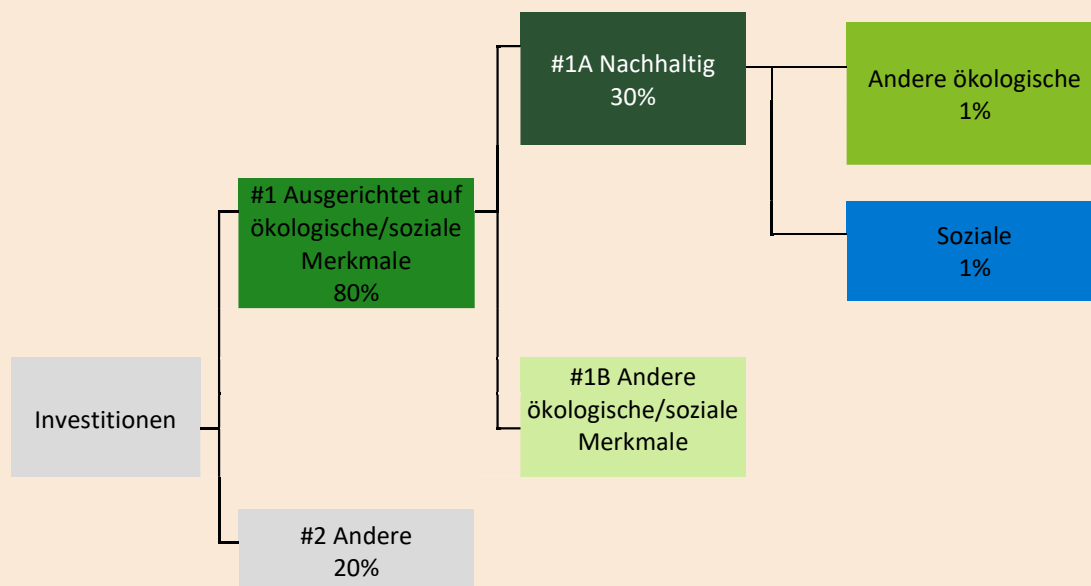 #1A Nachhaltig
30%
Andere ökologische
1%
#1 Ausgerichtet auf
ökologische/soziale
Merkmale
80%
Soziale
1%
Investitionen
#1B Andere
ökologische/soziale
Merkmale
#2 Andere
20%